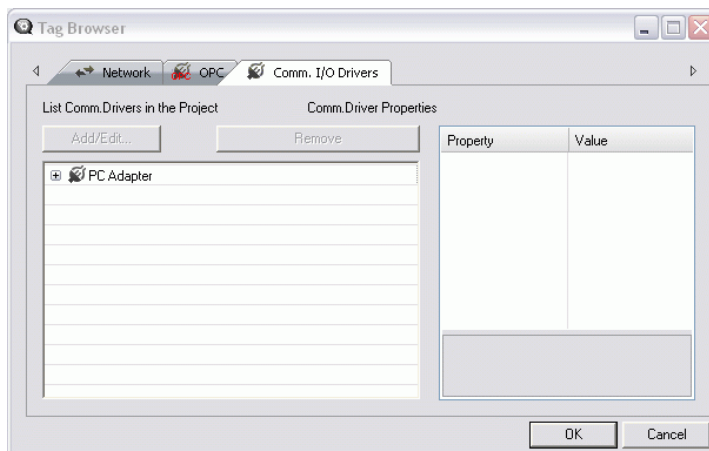 Tag Browser
Network OPC Comm. I/O Drivers
List Comm.Drivers in the Project Comm.Driver Properties
Add/Edit... Remove
Property Value
PC Adapter
OK Cancel